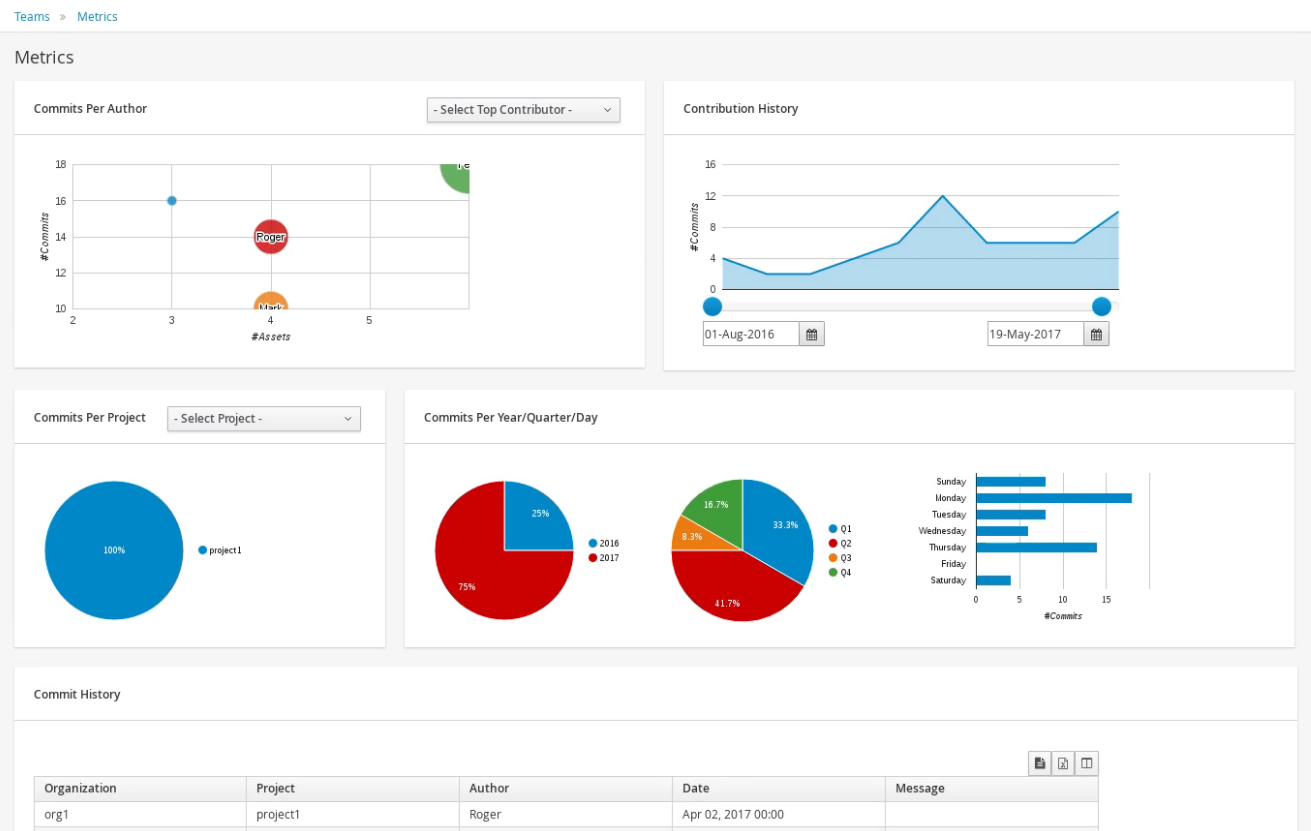 Teams » Metrics
Metrics
Commits Per Author
- Select Top Contributor -
18
16
14
12
10
#Commits
Roger
Mark
2 3 4 5
#Assets
Contribution History
16
12
8
4
0
#Commits
01-Aug-2016
19-May-2017
Commits Per Project
- Select Project -
100%
project1
Commits Per Year/Quarter/Day
25%
75%
2016
2017
33.3%
41.7%
8.3%
16.7%
Q1
Q2
Q3
Q4
Sunday
Monday
Tuesday
Wednesday
Thursday
Friday
Saturday
0 5 10 15
#Commits
Commit History
Organization Project Author Date Message
org1 project1 Roger Apr 02, 2017 00:00